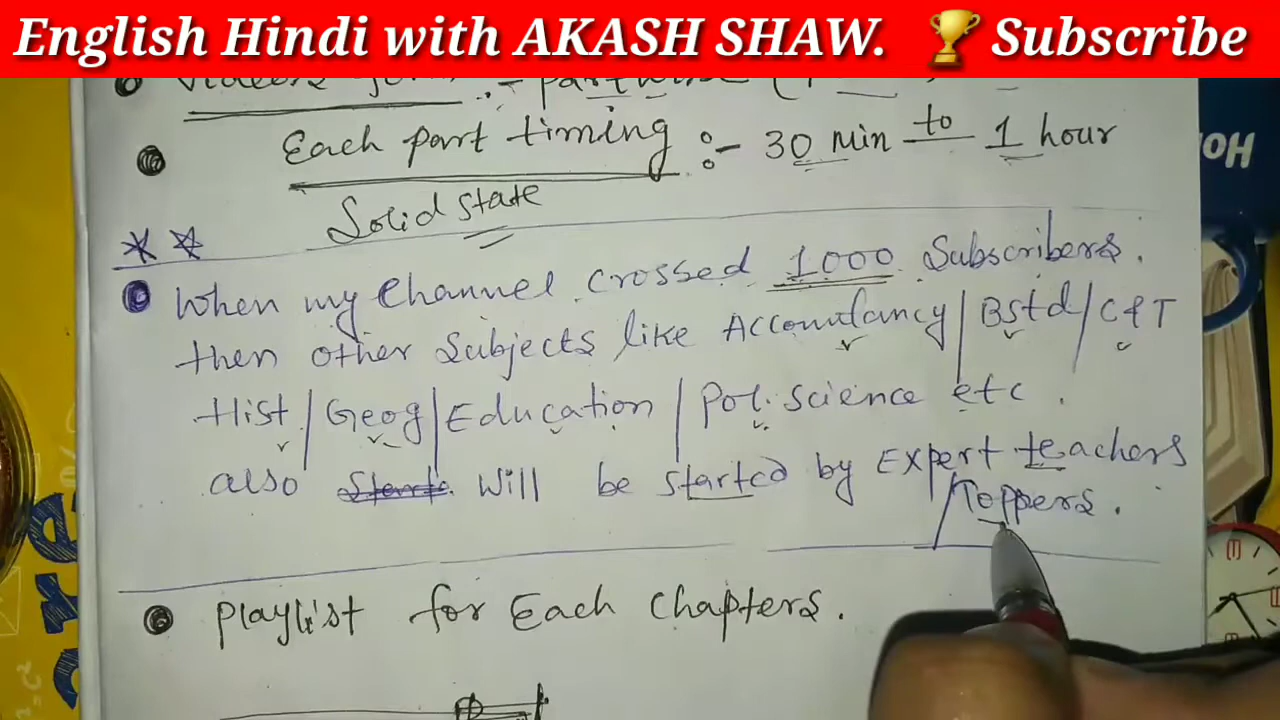 English Hindi with AKASH SHAW. 🏆 Subscribe
Each part timing :- 30 Min to 1 hour
Solid state
When my Channel crossed 1000 Subscribers.
then other Subjects like Accountancy/Bstd/C&T
Hist/Geog/Education/Pol. science etc.
also will be started by Expert teachers
/Toppers.
Playlist for Each Chapters.